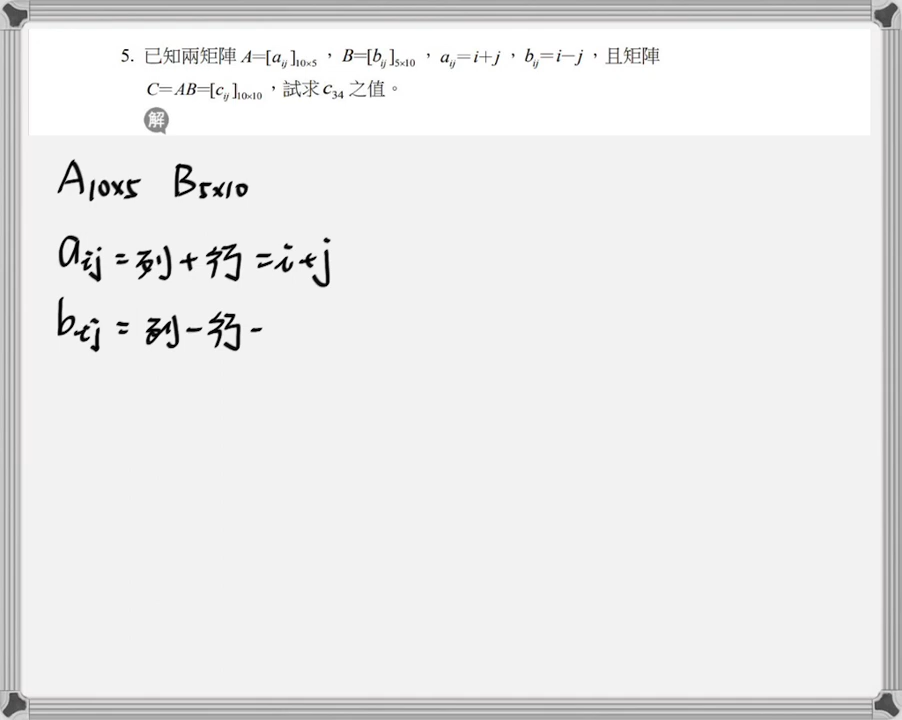 5. 已知兩矩陣 A=[aij]10×5，B=[bij]5×10，aij=i+j，bij=i−j，且矩陣
C=AB=[cij]10×10，試求 c34 之值。
解
A10×5 B5×10
aij = 列 + 行 = i+j
bij = 列 - 行 -